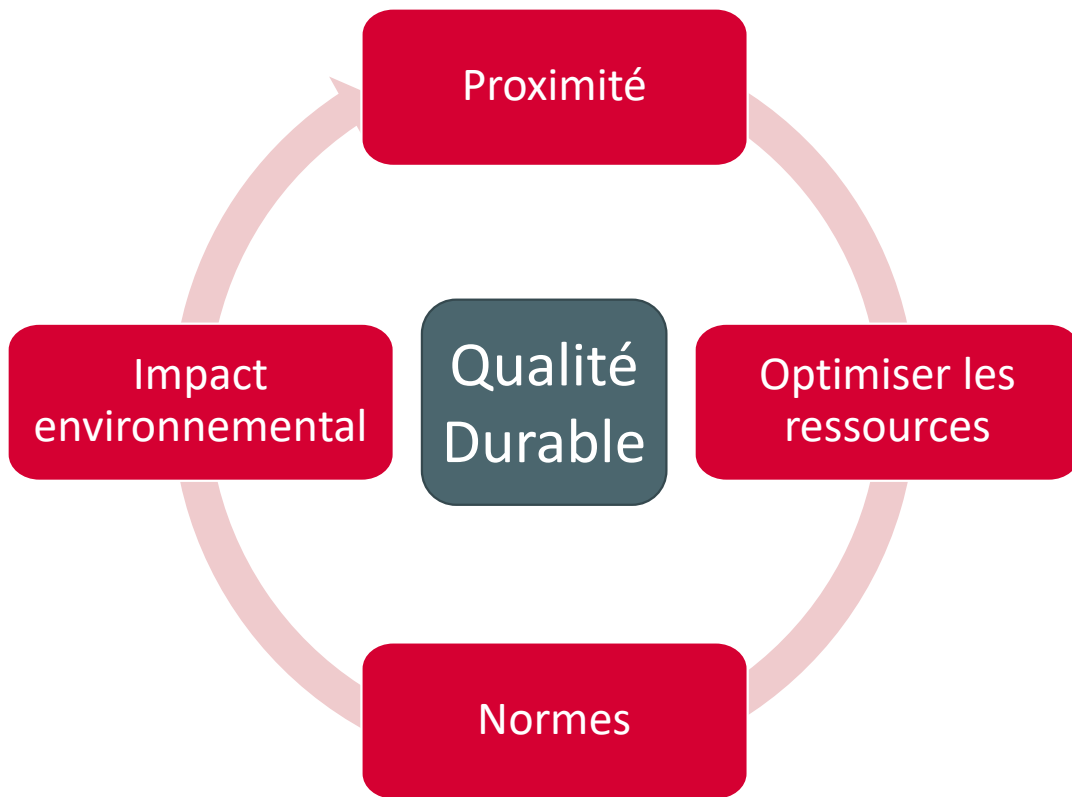 Proximité
Impact
environnemental
Qualité
Durable
Optimiser les
ressources
Normes